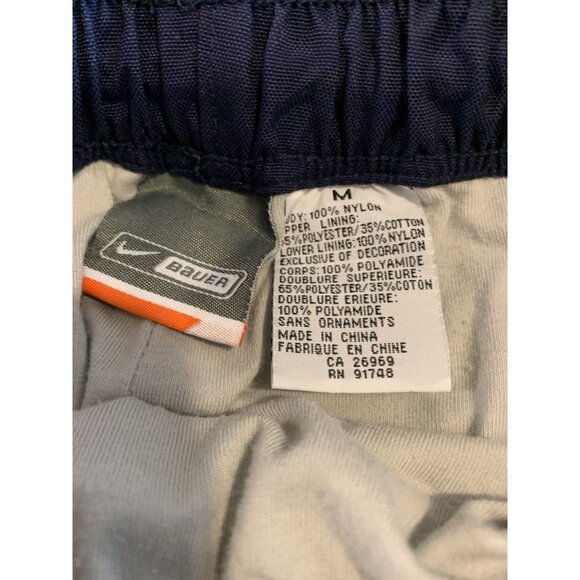 BAUER
M
ODY: 100% NYLON
PPER LINING:
65%POLYESTER/35%COTTON
LOWER LINING:100% NYLON
EXCLUSIVE OF DECORATION
CORPS:100% POLYAMIDE
DOUBLURE SUPERIEURE:
65%POLYESTER/35%COTON
DOUBLURE ERIEURE:
100% POLYAMIDE
SANS ORNAMENTS
MADE IN CHINA
FABRIQUE EN CHINE
CA 26969
RN 91748